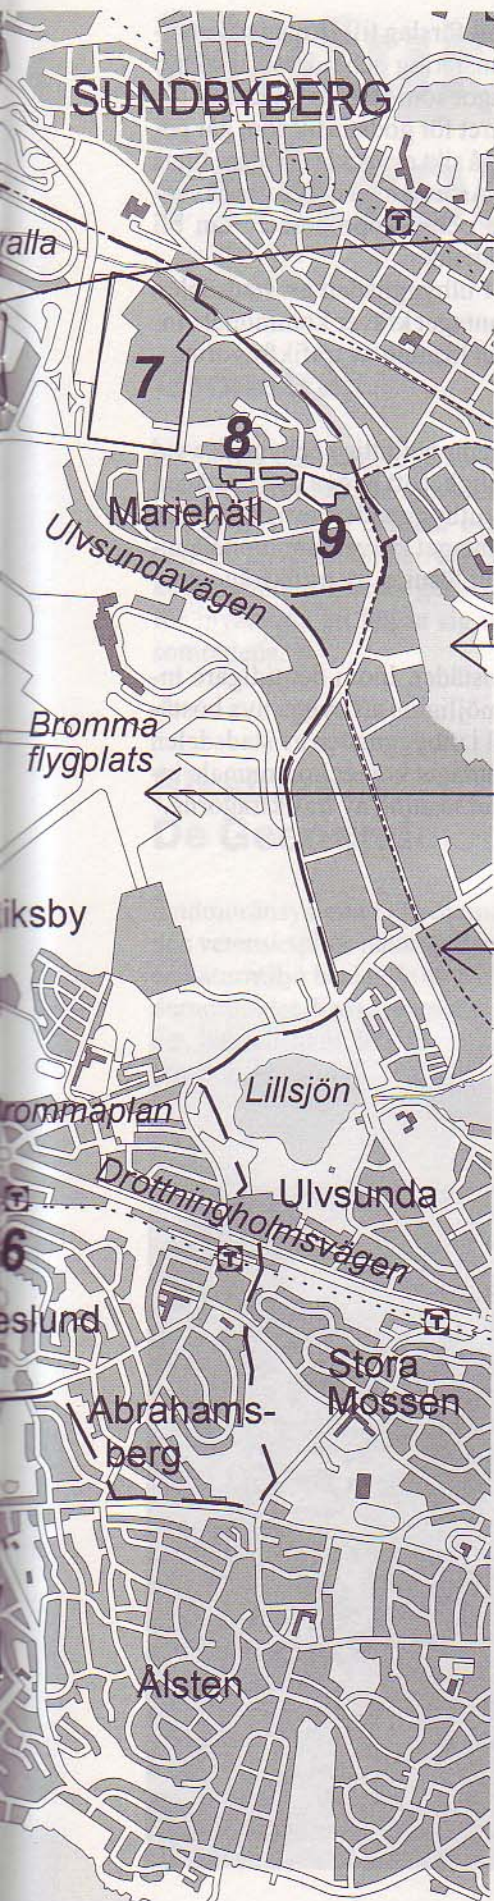 SUNDBYBERG
T
alla
7
8
Mariehäll
9
Ulvsundavägen
Bromma
flygplats
iksby
Lillsjön
rommaplan
Drottningholmsvägen
Ulvsunda
T
T
6
T
eslund
Stora
Mossen
Abrahams-
berg
Ålsten